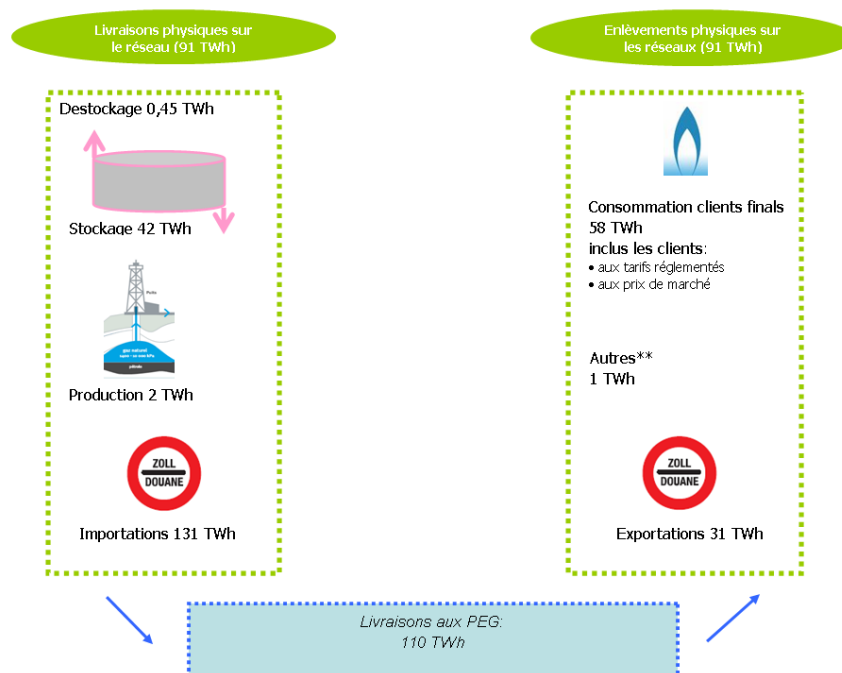 Livraisons physiques sur
le réseau (91 TWh)
Destockage 0,45 TWh
Stockage 42 TWh
gaz naturel
pétrole
Production 2 TWh
ZOLL
DOUANE
Importations 131 TWh
Enlèvements physiques sur
les réseaux (91 TWh)
Consommation clients finals
58 TWh
inclus les clients:
• aux tarifs réglementés
• aux prix de marché
Autres**
1 TWh
ZOLL
DOUANE
Exportations 31 TWh
Livraisons aux PEG:
110 TWh